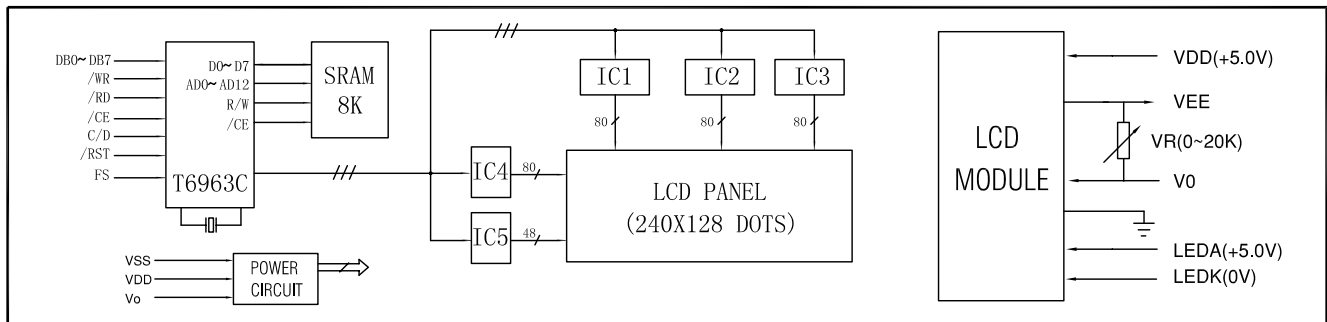 DB0~ DB7
/WR
/RD
/CE
C/D
/RST
FS
D0~ D7
AD0~ AD12
R/W
/CE
T6963C
SRAM
8K
IC1
IC2
IC3
80
80
80
IC4
80
IC5
48
LCD PANEL
(240X128 DOTS)
VSS
VDD
Vo
POWER
CIRCUIT
LCD
MODULE
VDD(+5.0V)
VEE
VR(0~20K)
V0
LEDA(+5.0V)
LEDK(0V)